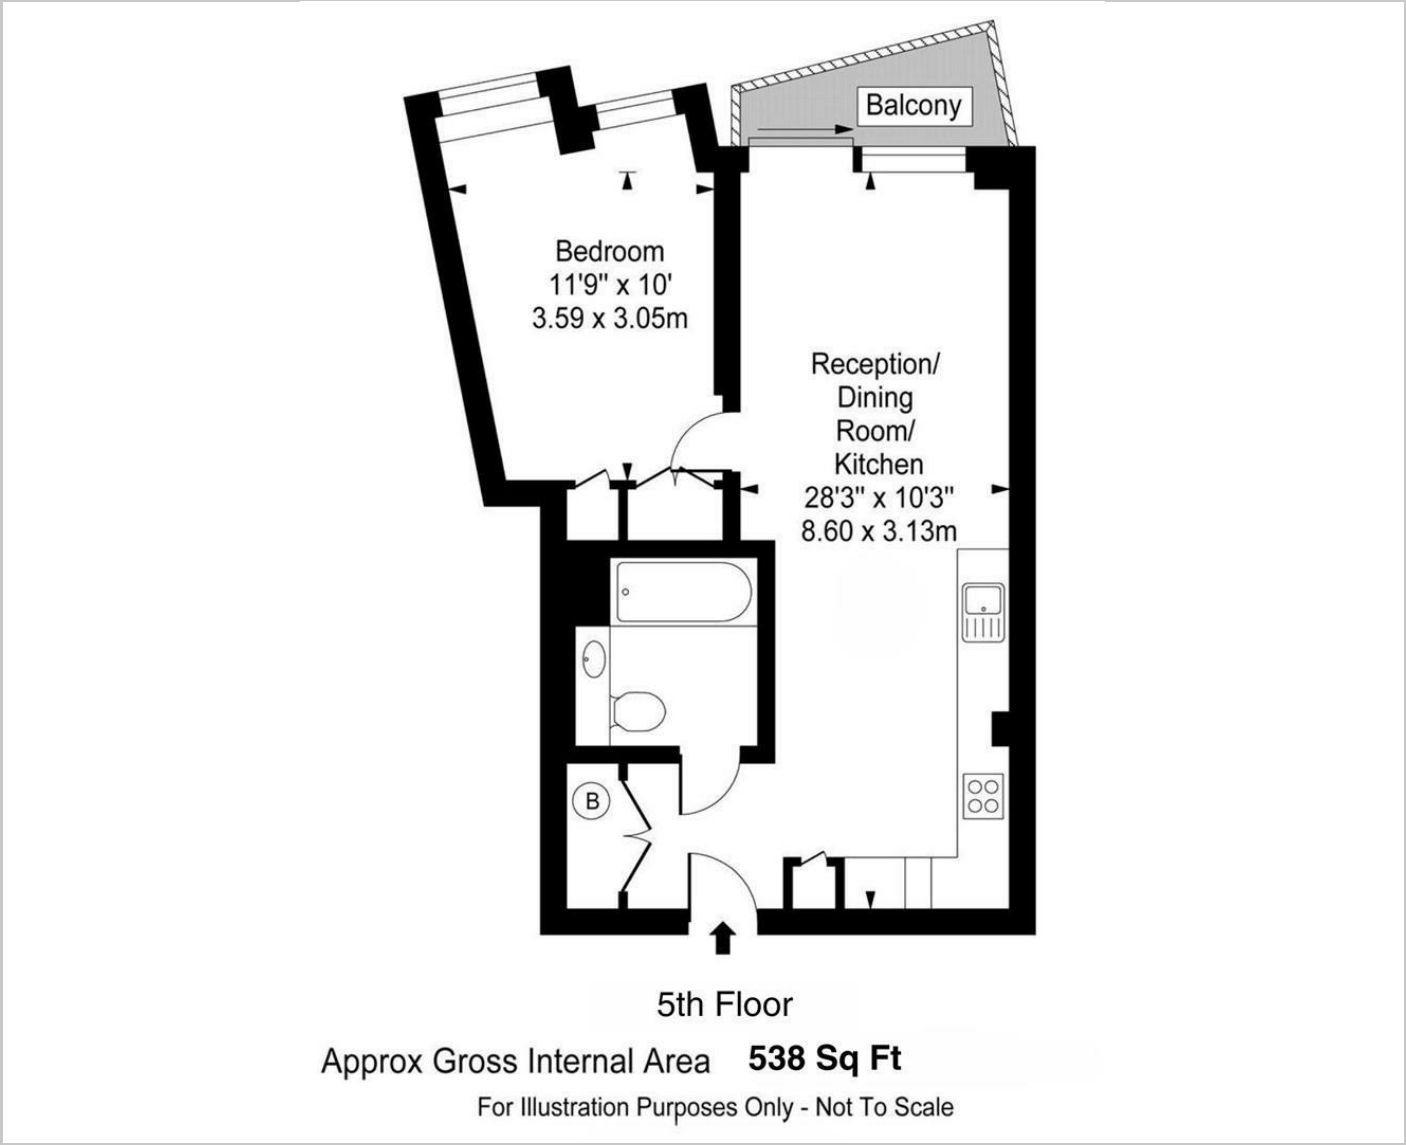 Balcony
Bedroom
11'9" x 10'
3.59 x 3.05m
Reception/
Dining
Room/
Kitchen
28'3" x 10'3"
8.60 x 3.13m
B
5th Floor
Approx Gross Internal Area 538 Sq Ft
For Illustration Purposes Only - Not To Scale